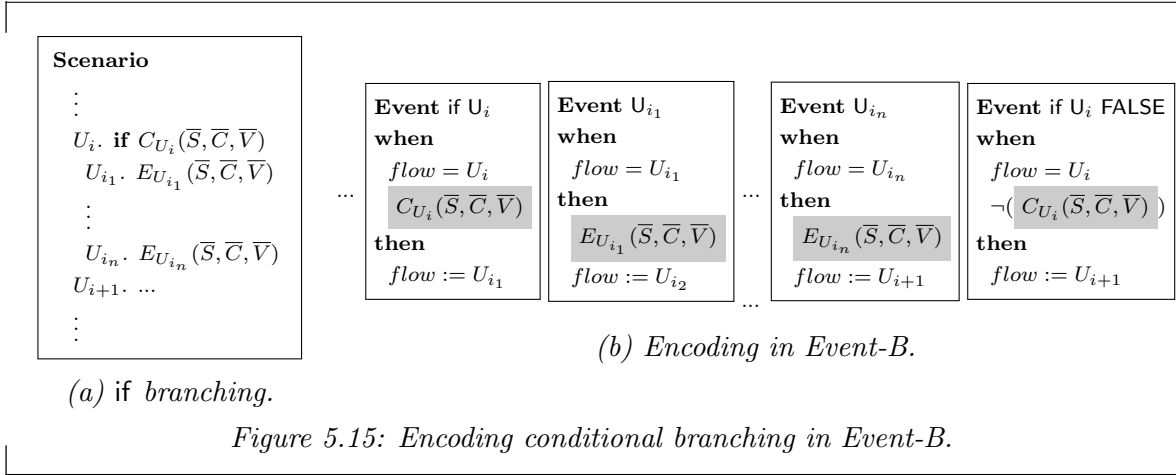 Scenario
⋮
U_i. if C_{U_i}(S̅, C̅, V̅)
U_{i_1}. E_{U_{i_1}}(S̅, C̅, V̅)
⋮
U_{i_n}. E_{U_{i_n}}(S̅, C̅, V̅)
U_{i+1}. ...
⋮
(a) if branching.
...
Event if U_i
when
flow = U_i
C_{U_i}(S̅, C̅, V̅)
then
flow := U_{i_1}
Event U_{i_1}
when
flow = U_{i_1}
then
E_{U_{i_1}}(S̅, C̅, V̅)
flow := U_{i_2}
...
...
Event U_{i_n}
when
flow = U_{i_n}
then
E_{U_{i_n}}(S̅, C̅, V̅)
flow := U_{i+1}
Event if U_i FALSE
when
flow = U_i
¬( C_{U_i}(S̅, C̅, V̅) )
then
flow := U_{i+1}
(b) Encoding in Event-B.
Figure 5.15: Encoding conditional branching in Event-B.